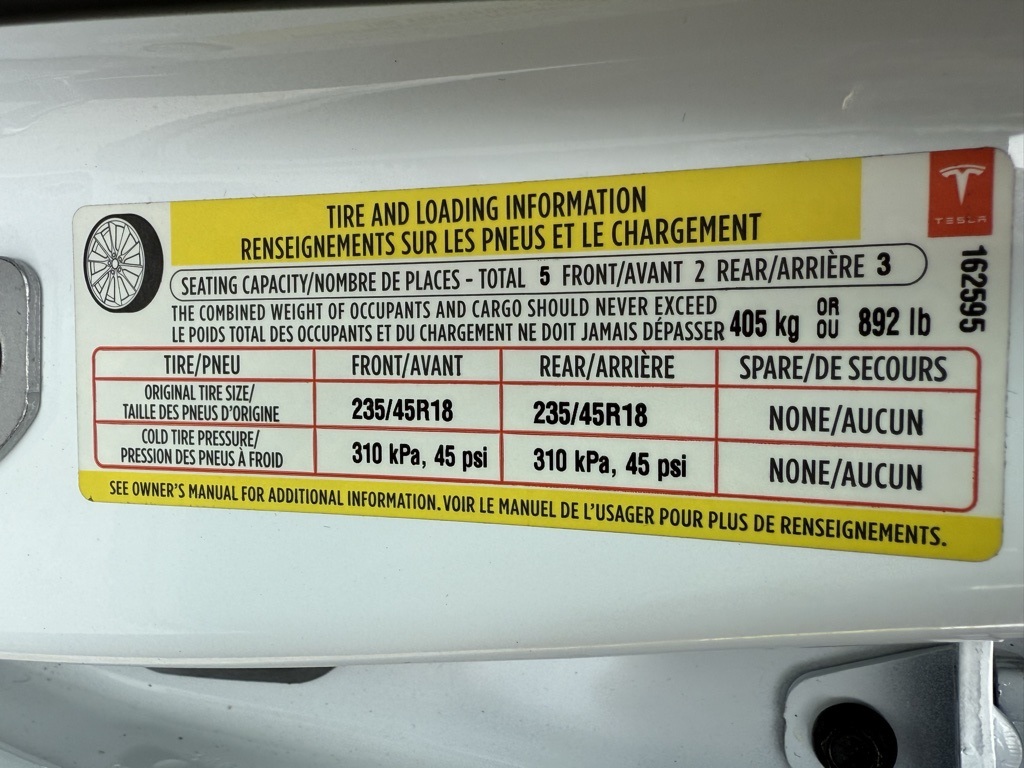 TIRE AND LOADING INFORMATION
RENSEIGNEMENTS SUR LES PNEUS ET LE CHARGEMENT
TESLA
162595
SEATING CAPACITY/NOMBRE DE PLACES - TOTAL 5 FRONT/AVANT 2 REAR/ARRIÈRE 3
THE COMBINED WEIGHT OF OCCUPANTS AND CARGO SHOULD NEVER EXCEED
LE POIDS TOTAL DES OCCUPANTS ET DU CHARGEMENT NE DOIT JAMAIS DÉPASSER
405 kg OR OU 892 lb
TIRE/PNEU FRONT/AVANT REAR/ARRIÈRE SPARE/DE SECOURS
ORIGINAL TIRE SIZE/
TAILLE DES PNEUS D'ORIGINE 235/45R18 235/45R18 NONE/AUCUN
COLD TIRE PRESSURE/
PRESSION DES PNEUS À FROID 310 kPa, 45 psi 310 kPa, 45 psi NONE/AUCUN
SEE OWNER'S MANUAL FOR ADDITIONAL INFORMATION. VOIR LE MANUEL DE L'USAGER POUR PLUS DE RENSEIGNEMENTS.